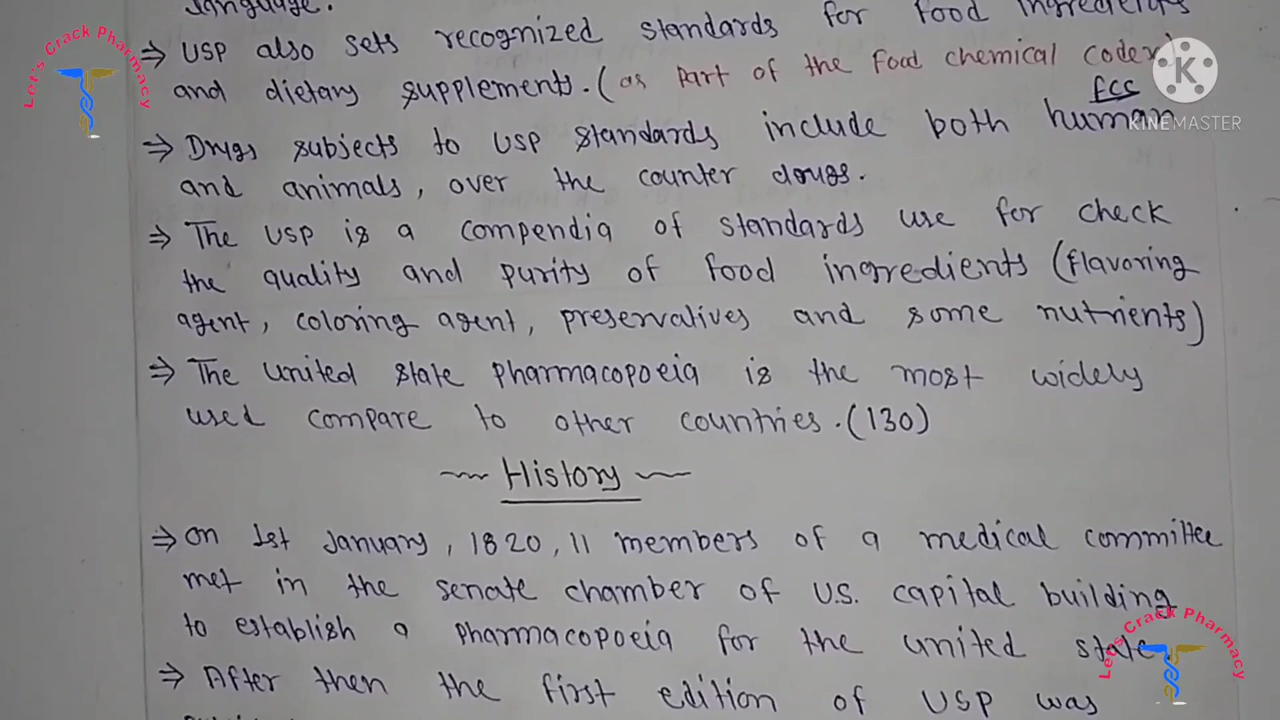 language.
⇒ USP also sets recognized standards for food ingredients
and dietary supplements. (as part of the food chemical codex)
FCC
⇒ Drugs subjects to USP standards include both human
and animals, over the counter drugs.
⇒ The USP is a compendia of standards use for check
the quality and purity of food ingredients (flavoring
agent, coloring agent, preservatives and some nutrients)
⇒ The united state pharmacopoeia is the most widely
used compare to other countries. (130)
~ History ~
⇒ On 1st January, 1820, 11 members of a medical committee
met in the senate chamber of U.S. capital building
to establish a pharmacopoeia for the united state.
⇒ After then the first edition of USP was
Let's Crack Pharmacy
K
KINEMASTER
Let's Crack Pharmacy